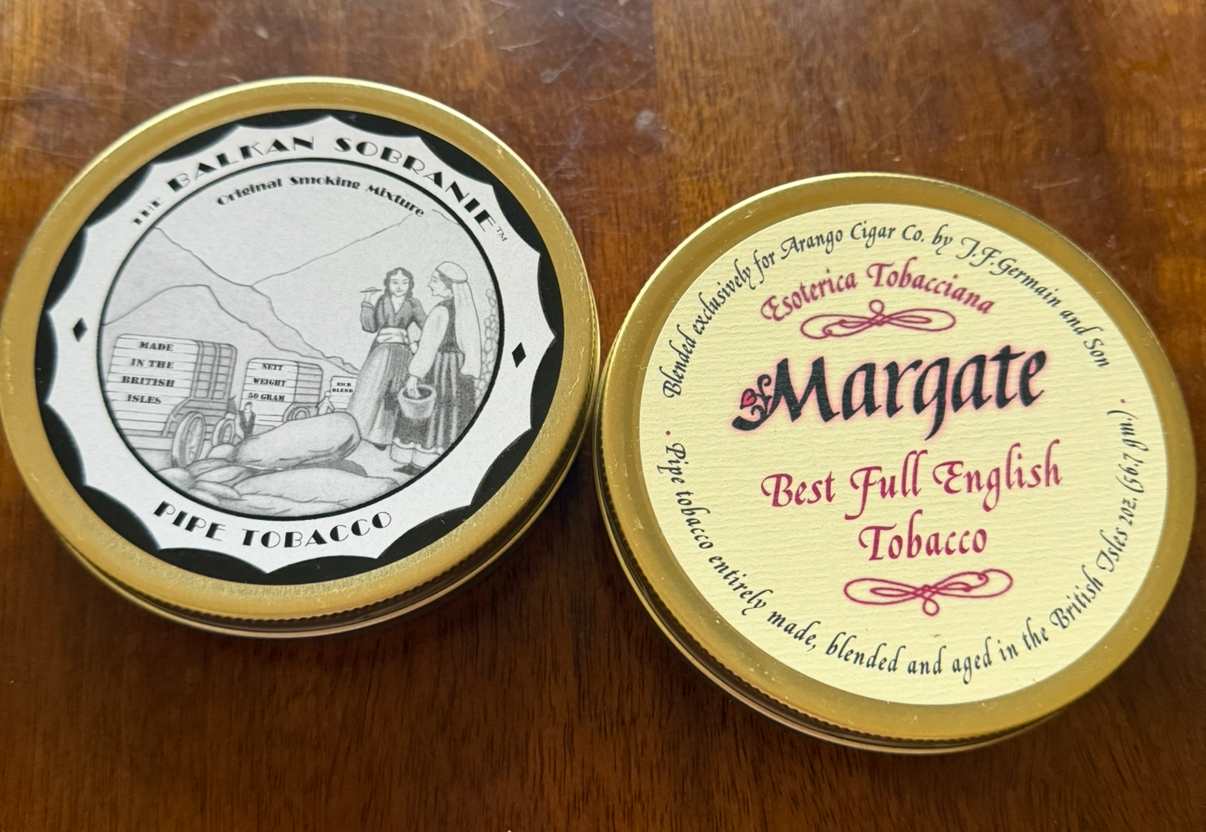 THE BALKAN SOBRANIE™
Original Smoking Mixture
MADE
IN THE
BRITISH
ISLES
NETT
WEIGHT
50 GRAM
RICH
BLEND
PIPE TOBACCO
Blended exclusively for Arango Cigar Co. by J.F.Germain and Son
Esoterica Tobacciana
Margate
Best Full English
Tobacco
· Pipe tobacco entirely made, blended and aged in the British Isles 2oz.(56.7 gm.) ·